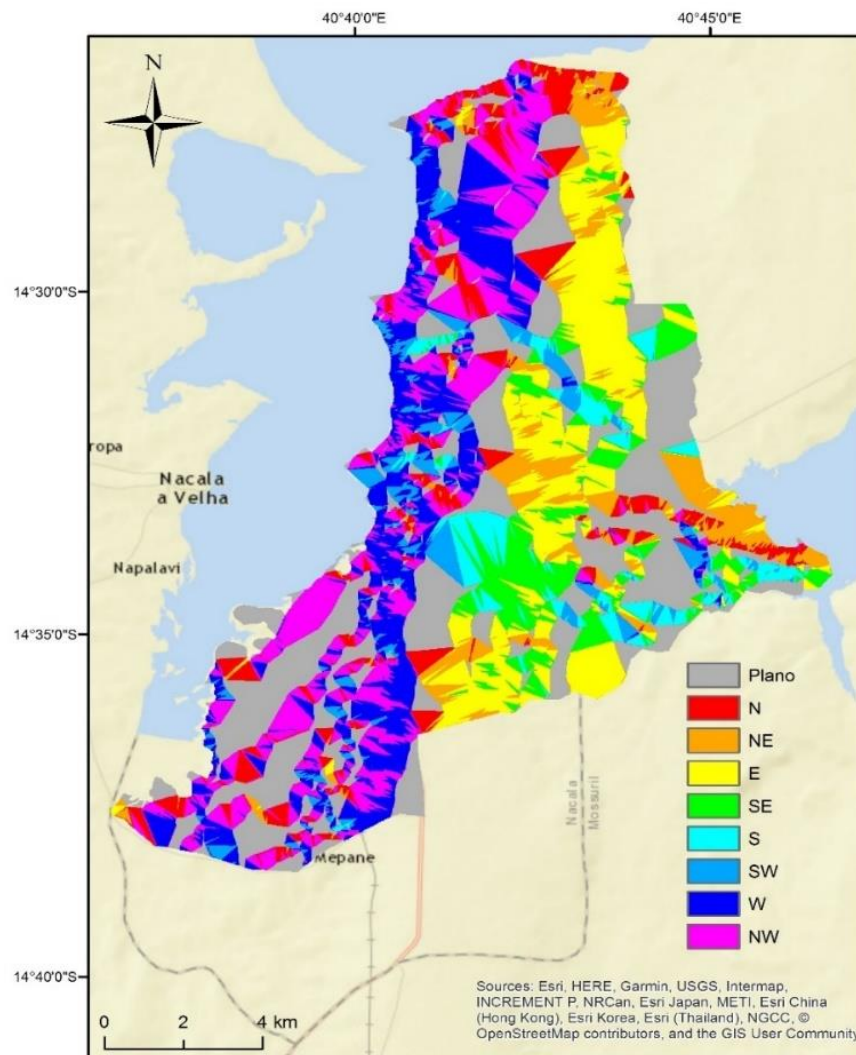 40°40'0"E
40°45'0"E
N
14°30'0"S
ropa
Nacala
a Velha
Napalavi
14°35'0"S
Plano
N
NE
E
SE
S
SW
W
NW
Nacala
Mossuril
Mepane
14°40'0"S
0 2 4 km
Sources: Esri, HERE, Garmin, USGS, Intermap,
INCREMENT P, NRCan, Esri Japan, METI, Esri China
(Hong Kong), Esri Korea, Esri (Thailand), NGCC, ©
OpenStreetMap contributors, and the GIS User Community